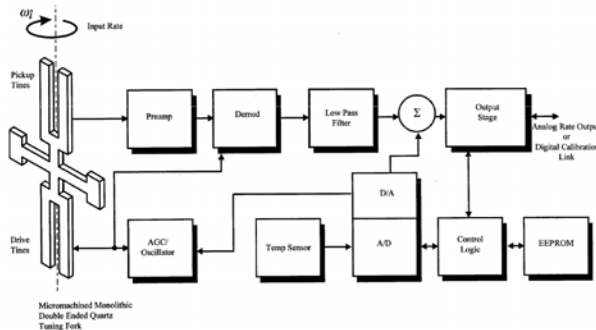 ωi
Input Rate
Pickup
Tines
Preamp
Demod
Low Pass
Filter
Σ
Output
Stage
Analog Rate Output
or
Digital Calibration
Link
D/A
A/D
Drive
Tines
AGC/
Oscillator
Temp Sensor
Control
Logic
EEPROM
Micromachined Monolithic
Double Ended Quartz
Tuning Fork